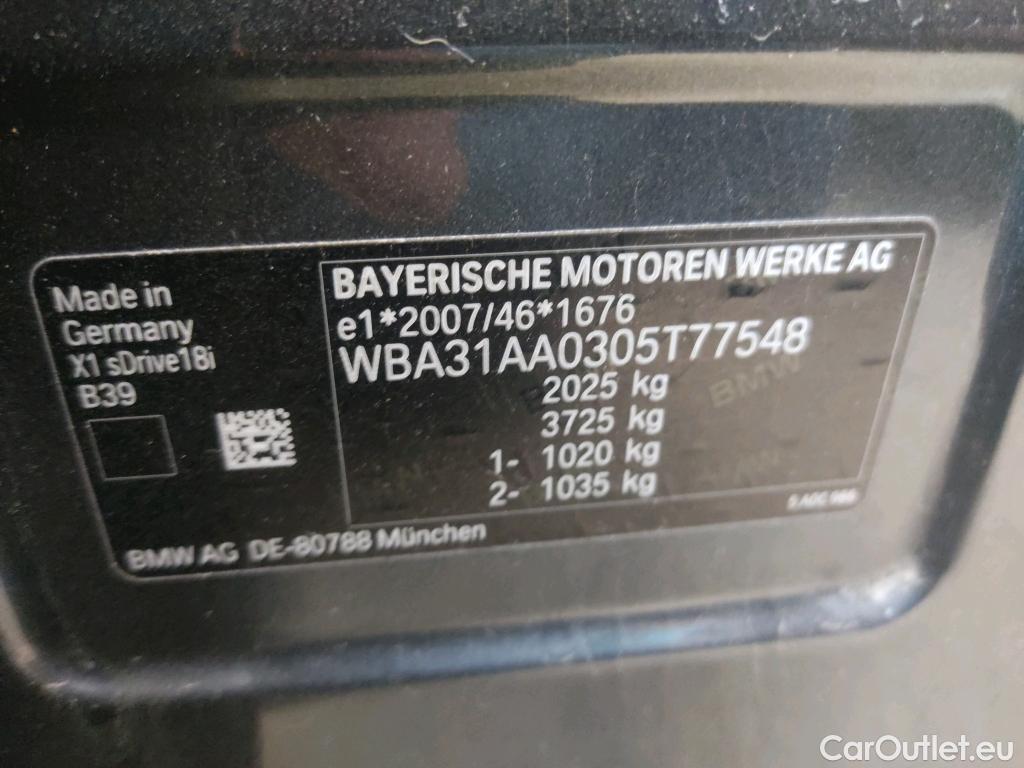 BAYERISCHE MOTOREN WERKE AG
e1*2007/46*1676
WBA31AA0305T77548
2025 kg
3725 kg
1- 1020 kg
2- 1035 kg
Made in
Germany
X1 sDrive18i
B39
BMW
BMW AG DE-80788 München
CarOutlet.eu